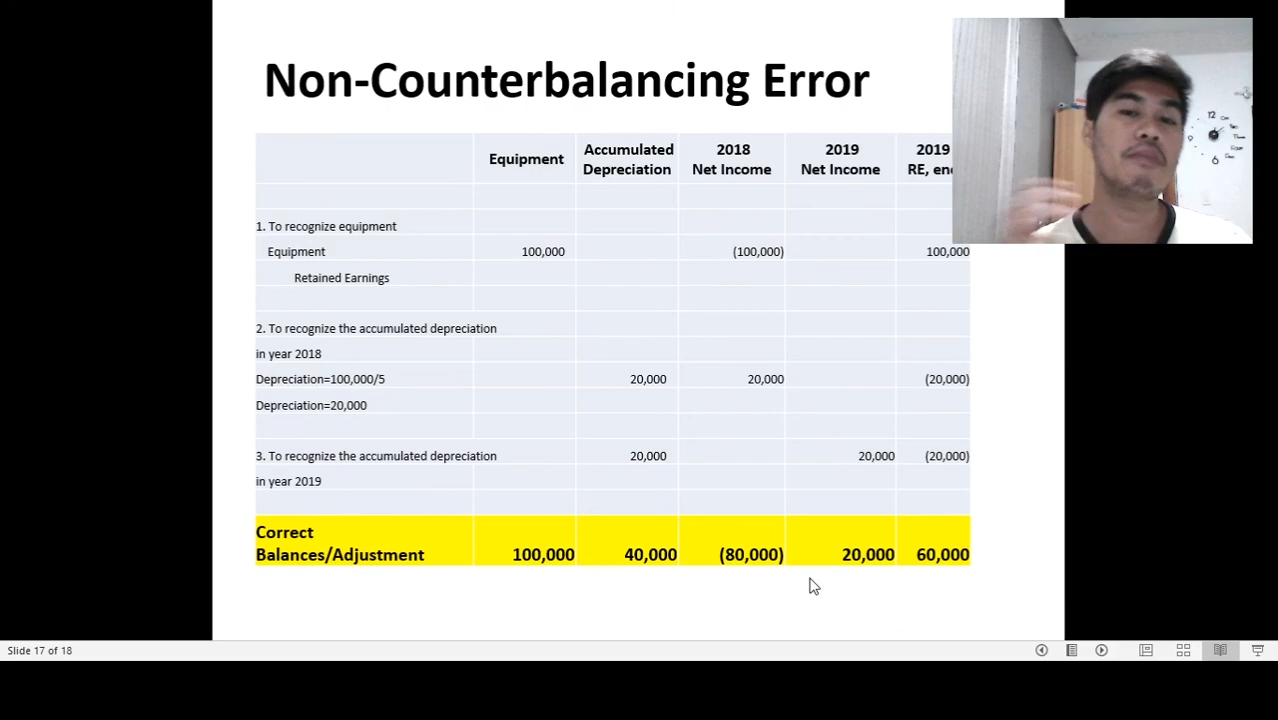 Non-Counterbalancing Error
Equipment
Accumulated Depreciation
2018 Net Income
2019 Net Income
2019 RE,
1. To recognize equipment
Equipment 100,000 (100,000) 100,000
Retained Earnings
2. To recognize the accumulated depreciation
in year 2018
Depreciation=100,000/5 20,000 20,000 (20,000)
Depreciation=20,000
3. To recognize the accumulated depreciation 20,000 20,000 (20,000)
in year 2019
Correct
Balances/Adjustment 100,000 40,000 (80,000) 20,000 60,000
12
6
Slide 17 of 18